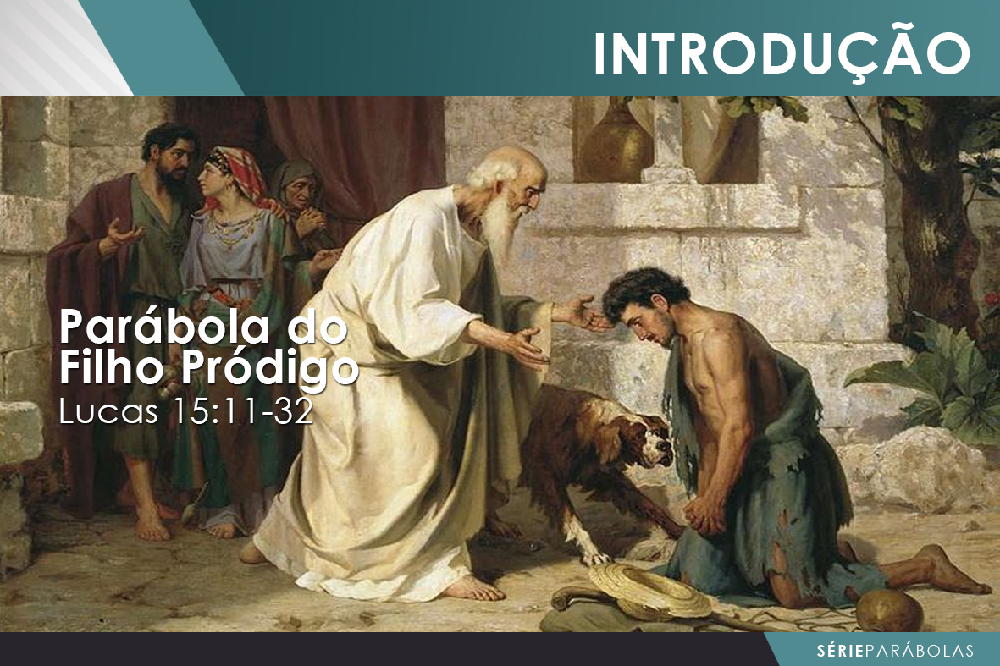 INTRODUÇÃO
Parábola do
Filho Pródigo
Lucas 15:11-32
SÉRIEPARÁBOLAS